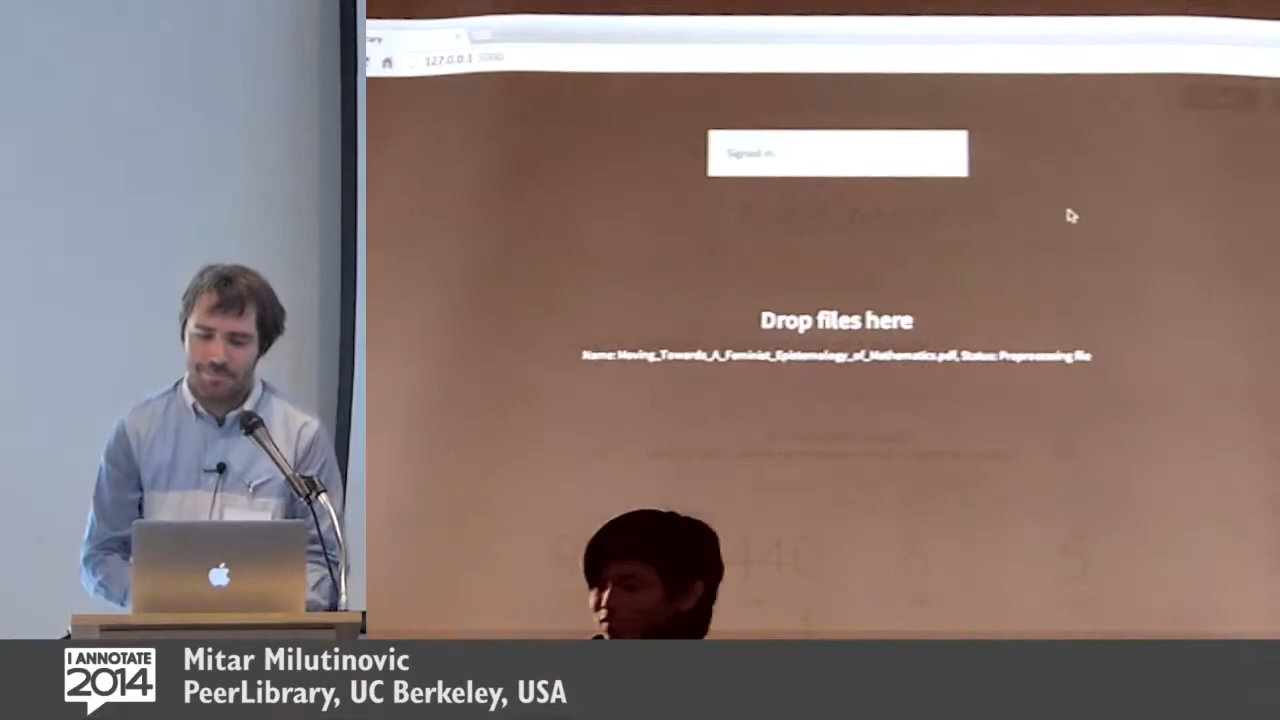 127.0.0.1:3000
Signed in.
Drop files here
Name: Moving_Towards_A_Feminist_Epistemology_of_Mathematics.pdf, Status: Preprocessing file
I ANNOTATE
2014
Mitar Milutinovic
PeerLibrary, UC Berkeley, USA